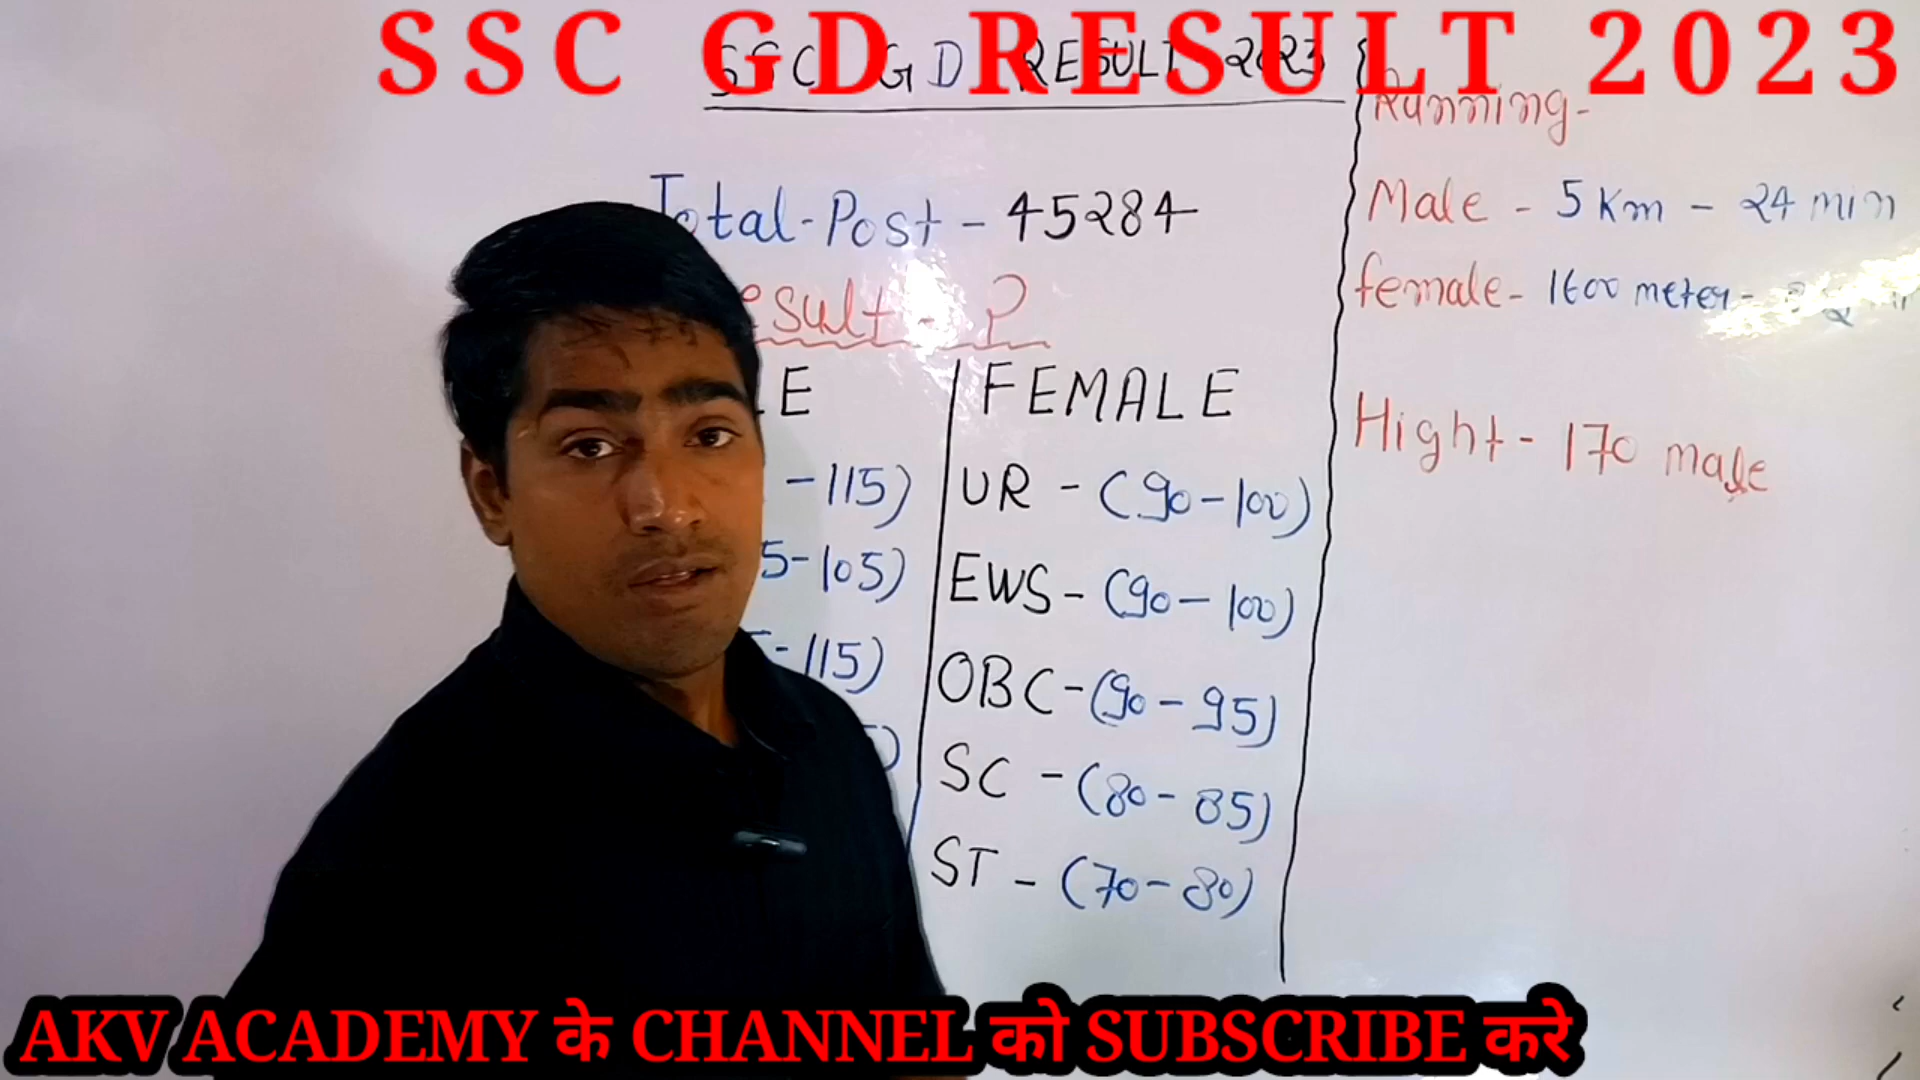 SSC GD RESULT 2023
SSC GD RESULT 2023
Total-Post - 45284
esult - ?
LE
FEMALE
-115)
UR - (90-100)
5-105)
EWS - (90-100)
-115)
OBC - (90-95)
SC - (80-85)
ST - (70-80)
Running-
Male - 5 Km - 24 min
female - 1600 meter -
Hight - 170 male
AKV ACADEMY के CHANNEL को SUBSCRIBE करे